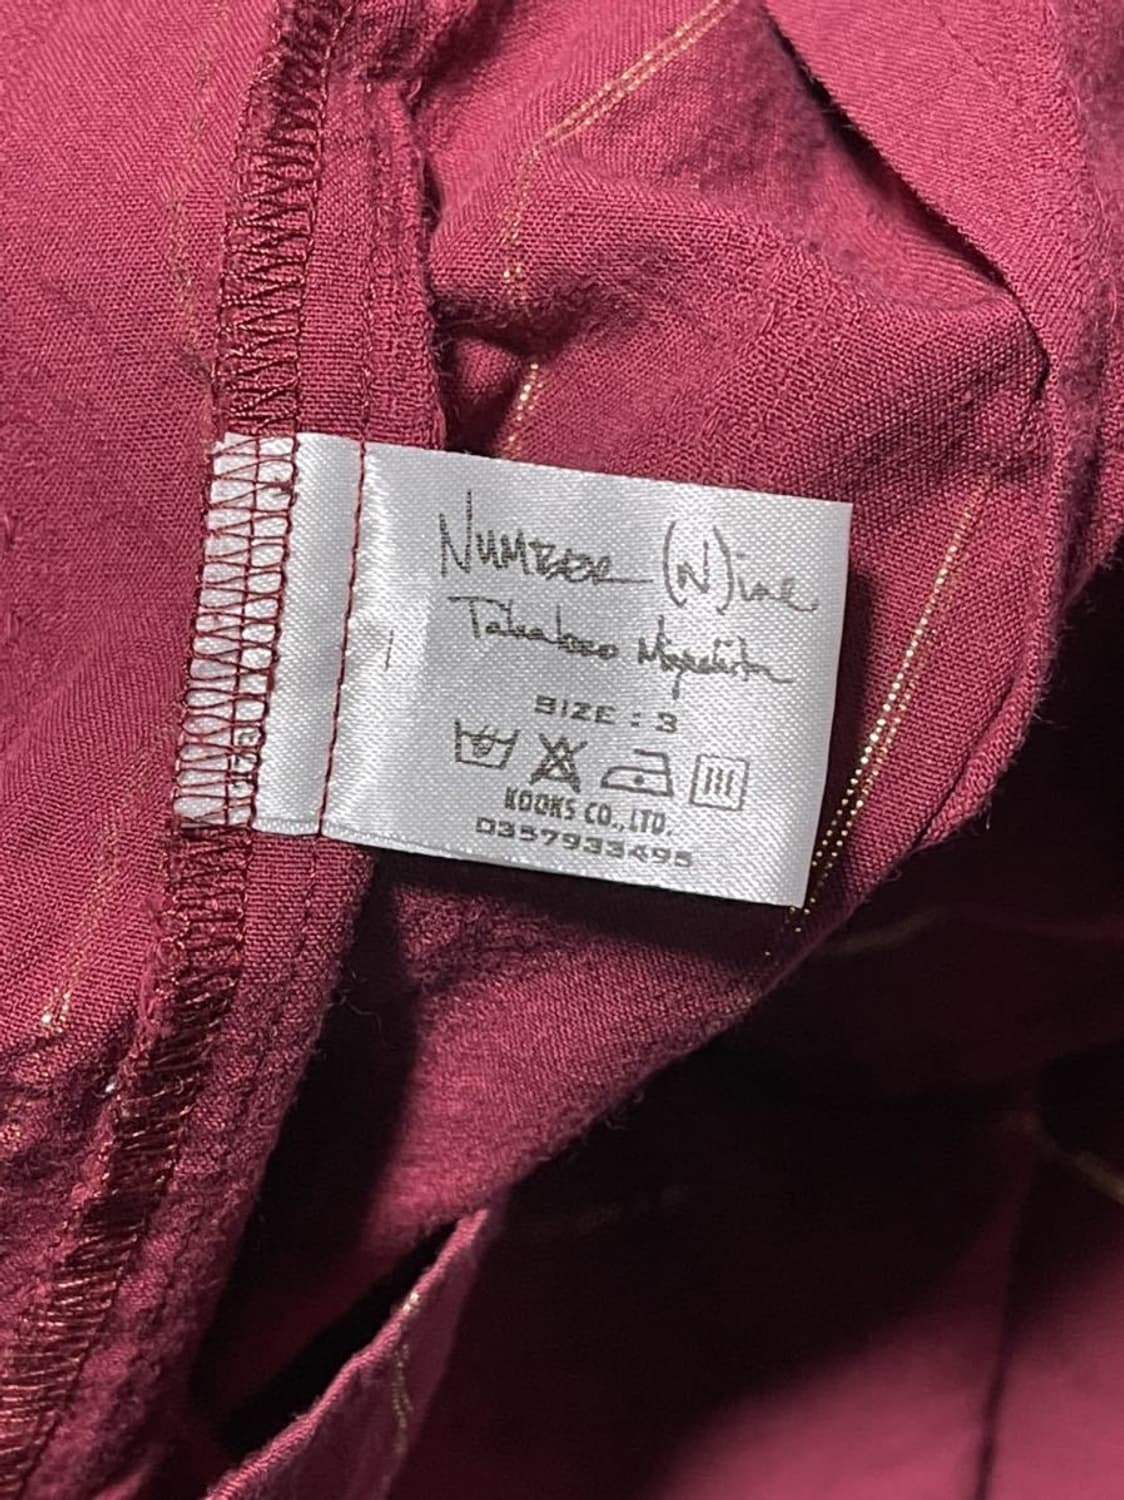 NUMBER (N)ine
Takahiro Miyashita
SIZE : 3
KOOKS CO., LTD.
0357933495